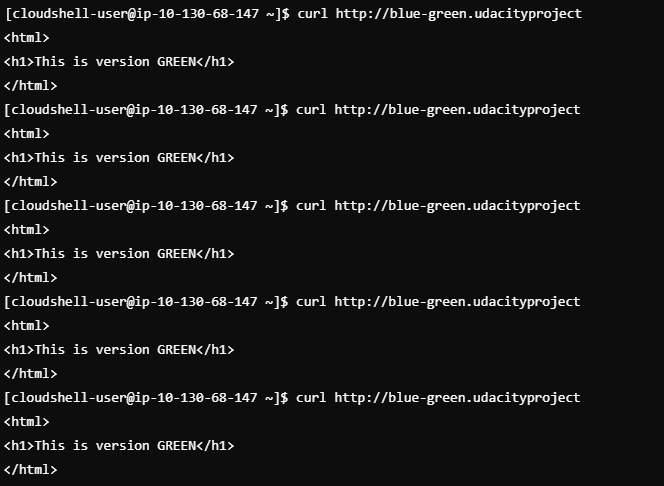 [cloudshell-user@ip-10-130-68-147 ~]$ curl http://blue-green.udacityproject
<html>
<h1>This is version GREEN</h1>
</html>
[cloudshell-user@ip-10-130-68-147 ~]$ curl http://blue-green.udacityproject
<html>
<h1>This is version GREEN</h1>
</html>
[cloudshell-user@ip-10-130-68-147 ~]$ curl http://blue-green.udacityproject
<html>
<h1>This is version GREEN</h1>
</html>
[cloudshell-user@ip-10-130-68-147 ~]$ curl http://blue-green.udacityproject
<html>
<h1>This is version GREEN</h1>
</html>
[cloudshell-user@ip-10-130-68-147 ~]$ curl http://blue-green.udacityproject
<html>
<h1>This is version GREEN</h1>
</html>